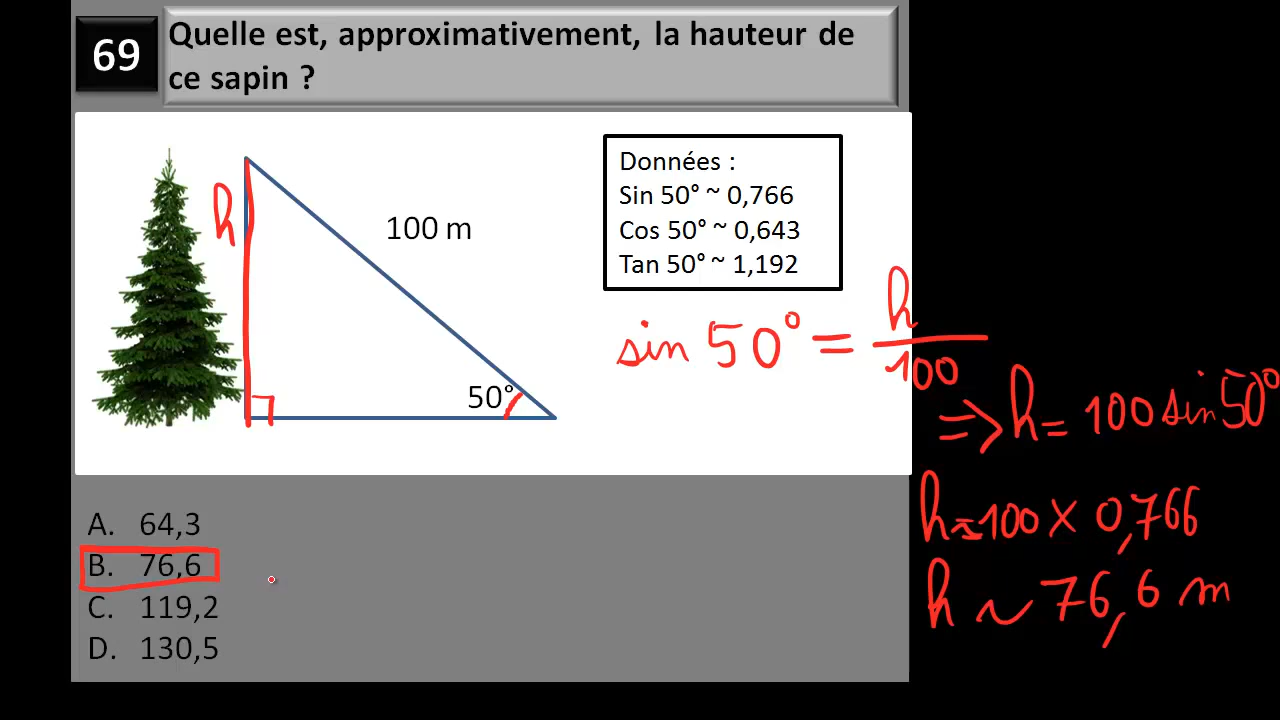 69
Quelle est, approximativement, la hauteur de
ce sapin ?
h
100 m
50°
Données :
Sin 50° ~ 0,766
Cos 50° ~ 0,643
Tan 50° ~ 1,192
sin 50° = h/100
=> h = 100 sin 50°
h ≈ 100 × 0,766
h ~ 76,6 m
A. 64,3
B. 76,6
C. 119,2
D. 130,5